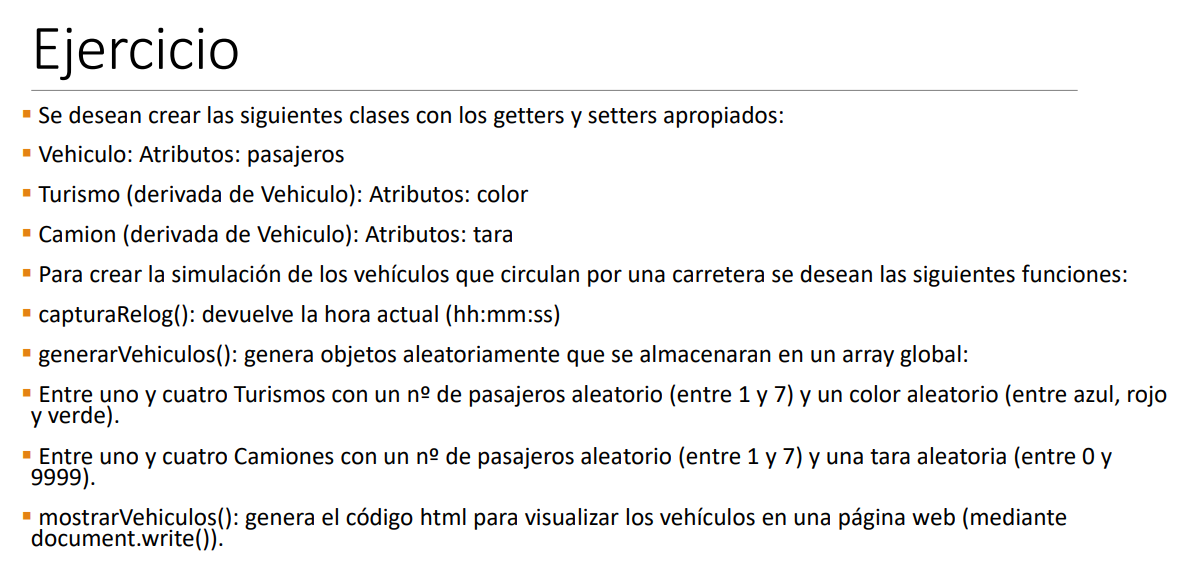 Ejercicio
▪ Se desean crear las siguientes clases con los getters y setters apropiados:
▪ Vehiculo: Atributos: pasajeros
▪ Turismo (derivada de Vehiculo): Atributos: color
▪ Camion (derivada de Vehiculo): Atributos: tara
▪ Para crear la simulación de los vehículos que circulan por una carretera se desean las siguientes funciones:
▪ capturaRelog(): devuelve la hora actual (hh:mm:ss)
▪ generarVehiculos(): genera objetos aleatoriamente que se almacenaran en un array global:
▪ Entre uno y cuatro Turismos con un nº de pasajeros aleatorio (entre 1 y 7) y un color aleatorio (entre azul, rojo
y verde).
▪ Entre uno y cuatro Camiones con un nº de pasajeros aleatorio (entre 1 y 7) y una tara aleatoria (entre 0 y
9999).
▪ mostrarVehiculos(): genera el código html para visualizar los vehículos en una página web (mediante
document.write()).